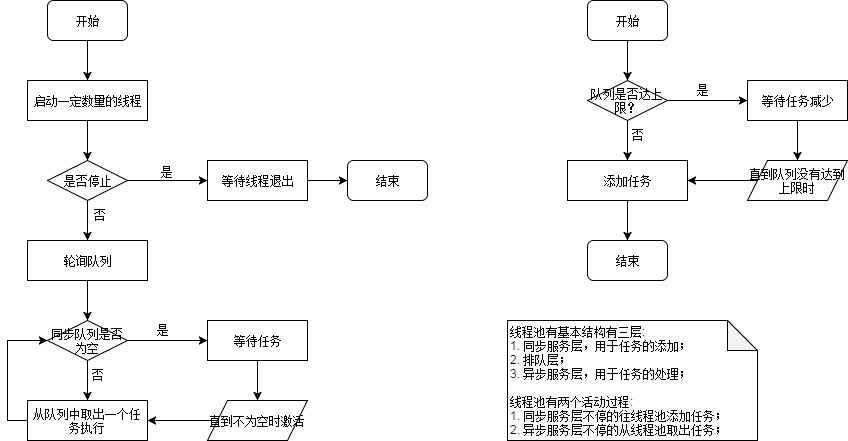 开始
启动一定数量的线程
是否停止
是
等待线程退出
结束
否
轮询队列
同步队列是否
为空
是
等待任务
否
从队列中取出一个任
务执行
直到不为空时激活
开始
队列是否达上
限?
是
等待任务减少
否
添加任务
直到队列没有达到
上限时
结束
线程池有基本结构有三层:
1. 同步服务层，用于任务的添加；
2. 排队层；
3. 异步服务层，用于任务的处理；
线程池有两个活动过程:
1. 同步服务层不停的往线程池添加任务；
2. 异步服务层不停的从线程池取出任务；